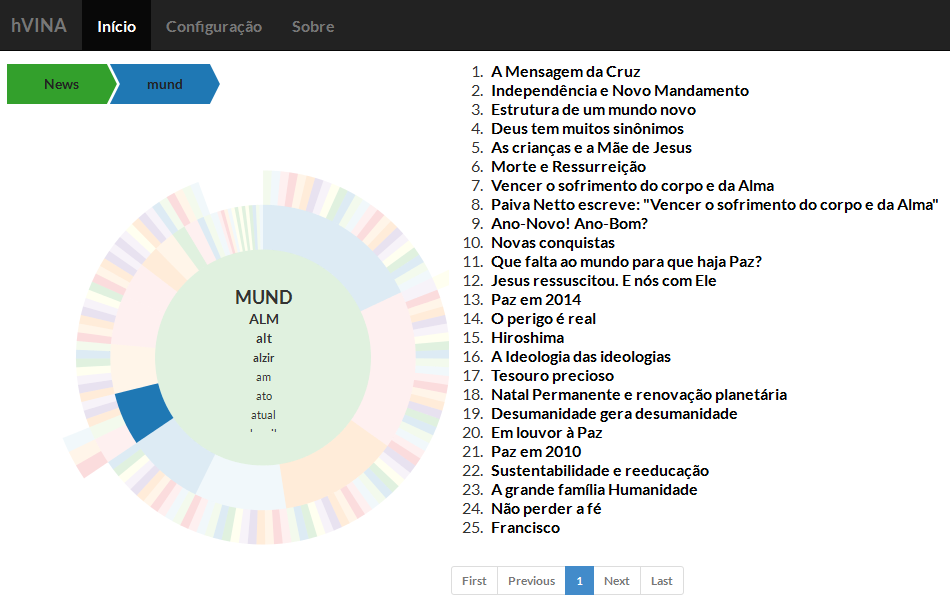 hVINA Início Configuração Sobre
News mund
MUND
ALM
alt
alzir
am
ato
atual
1. A Mensagem da Cruz
2. Independência e Novo Mandamento
3. Estrutura de um mundo novo
4. Deus tem muitos sinônimos
5. As crianças e a Mãe de Jesus
6. Morte e Ressurreição
7. Vencer o sofrimento do corpo e da Alma
8. Paiva Netto escreve: "Vencer o sofrimento do corpo e da Alma"
9. Ano-Novo! Ano-Bom?
10. Novas conquistas
11. Que falta ao mundo para que haja Paz?
12. Jesus ressuscitou. E nós com Ele
13. Paz em 2014
14. O perigo é real
15. Hiroshima
16. A Ideologia das ideologias
17. Tesouro precioso
18. Natal Permanente e renovação planetária
19. Desumanidade gera desumanidade
20. Em louvor à Paz
21. Paz em 2010
22. Sustentabilidade e reeducação
23. A grande família Humanidade
24. Não perder a fé
25. Francisco
First Previous 1 Next Last